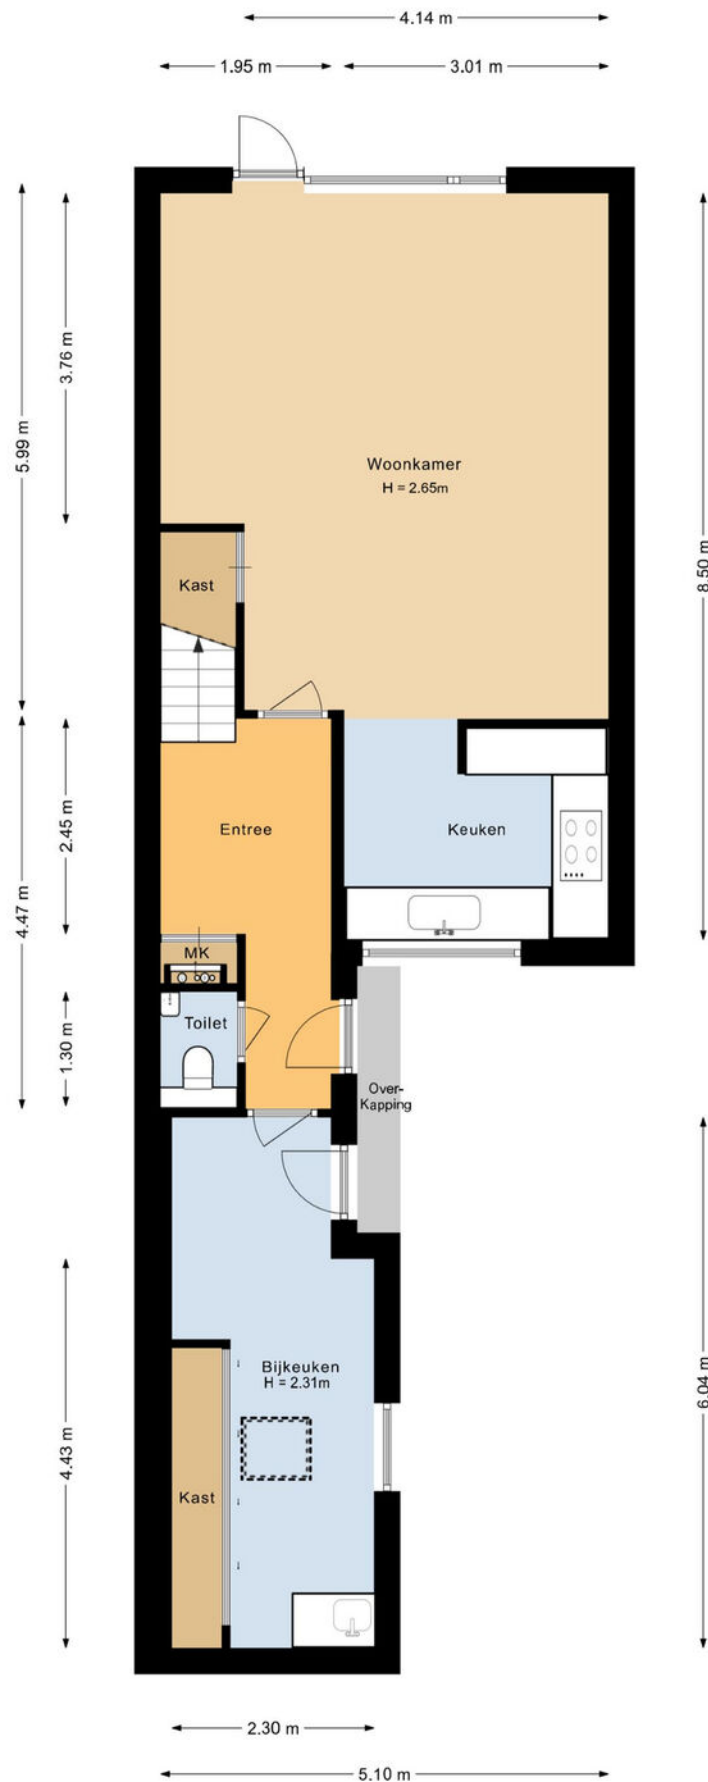 4.14 m
1.95 m
3.01 m
3.76 m
5.99 m
8.50 m
Woonkamer
H = 2.65m
Kast
Entree
Keuken
2.45 m
4.47 m
MK
Toilet
1.30 m
Over-
Kapping
Bijkeuken
H = 2.31m
6.04 m
4.43 m
Kast
2.30 m
5.10 m